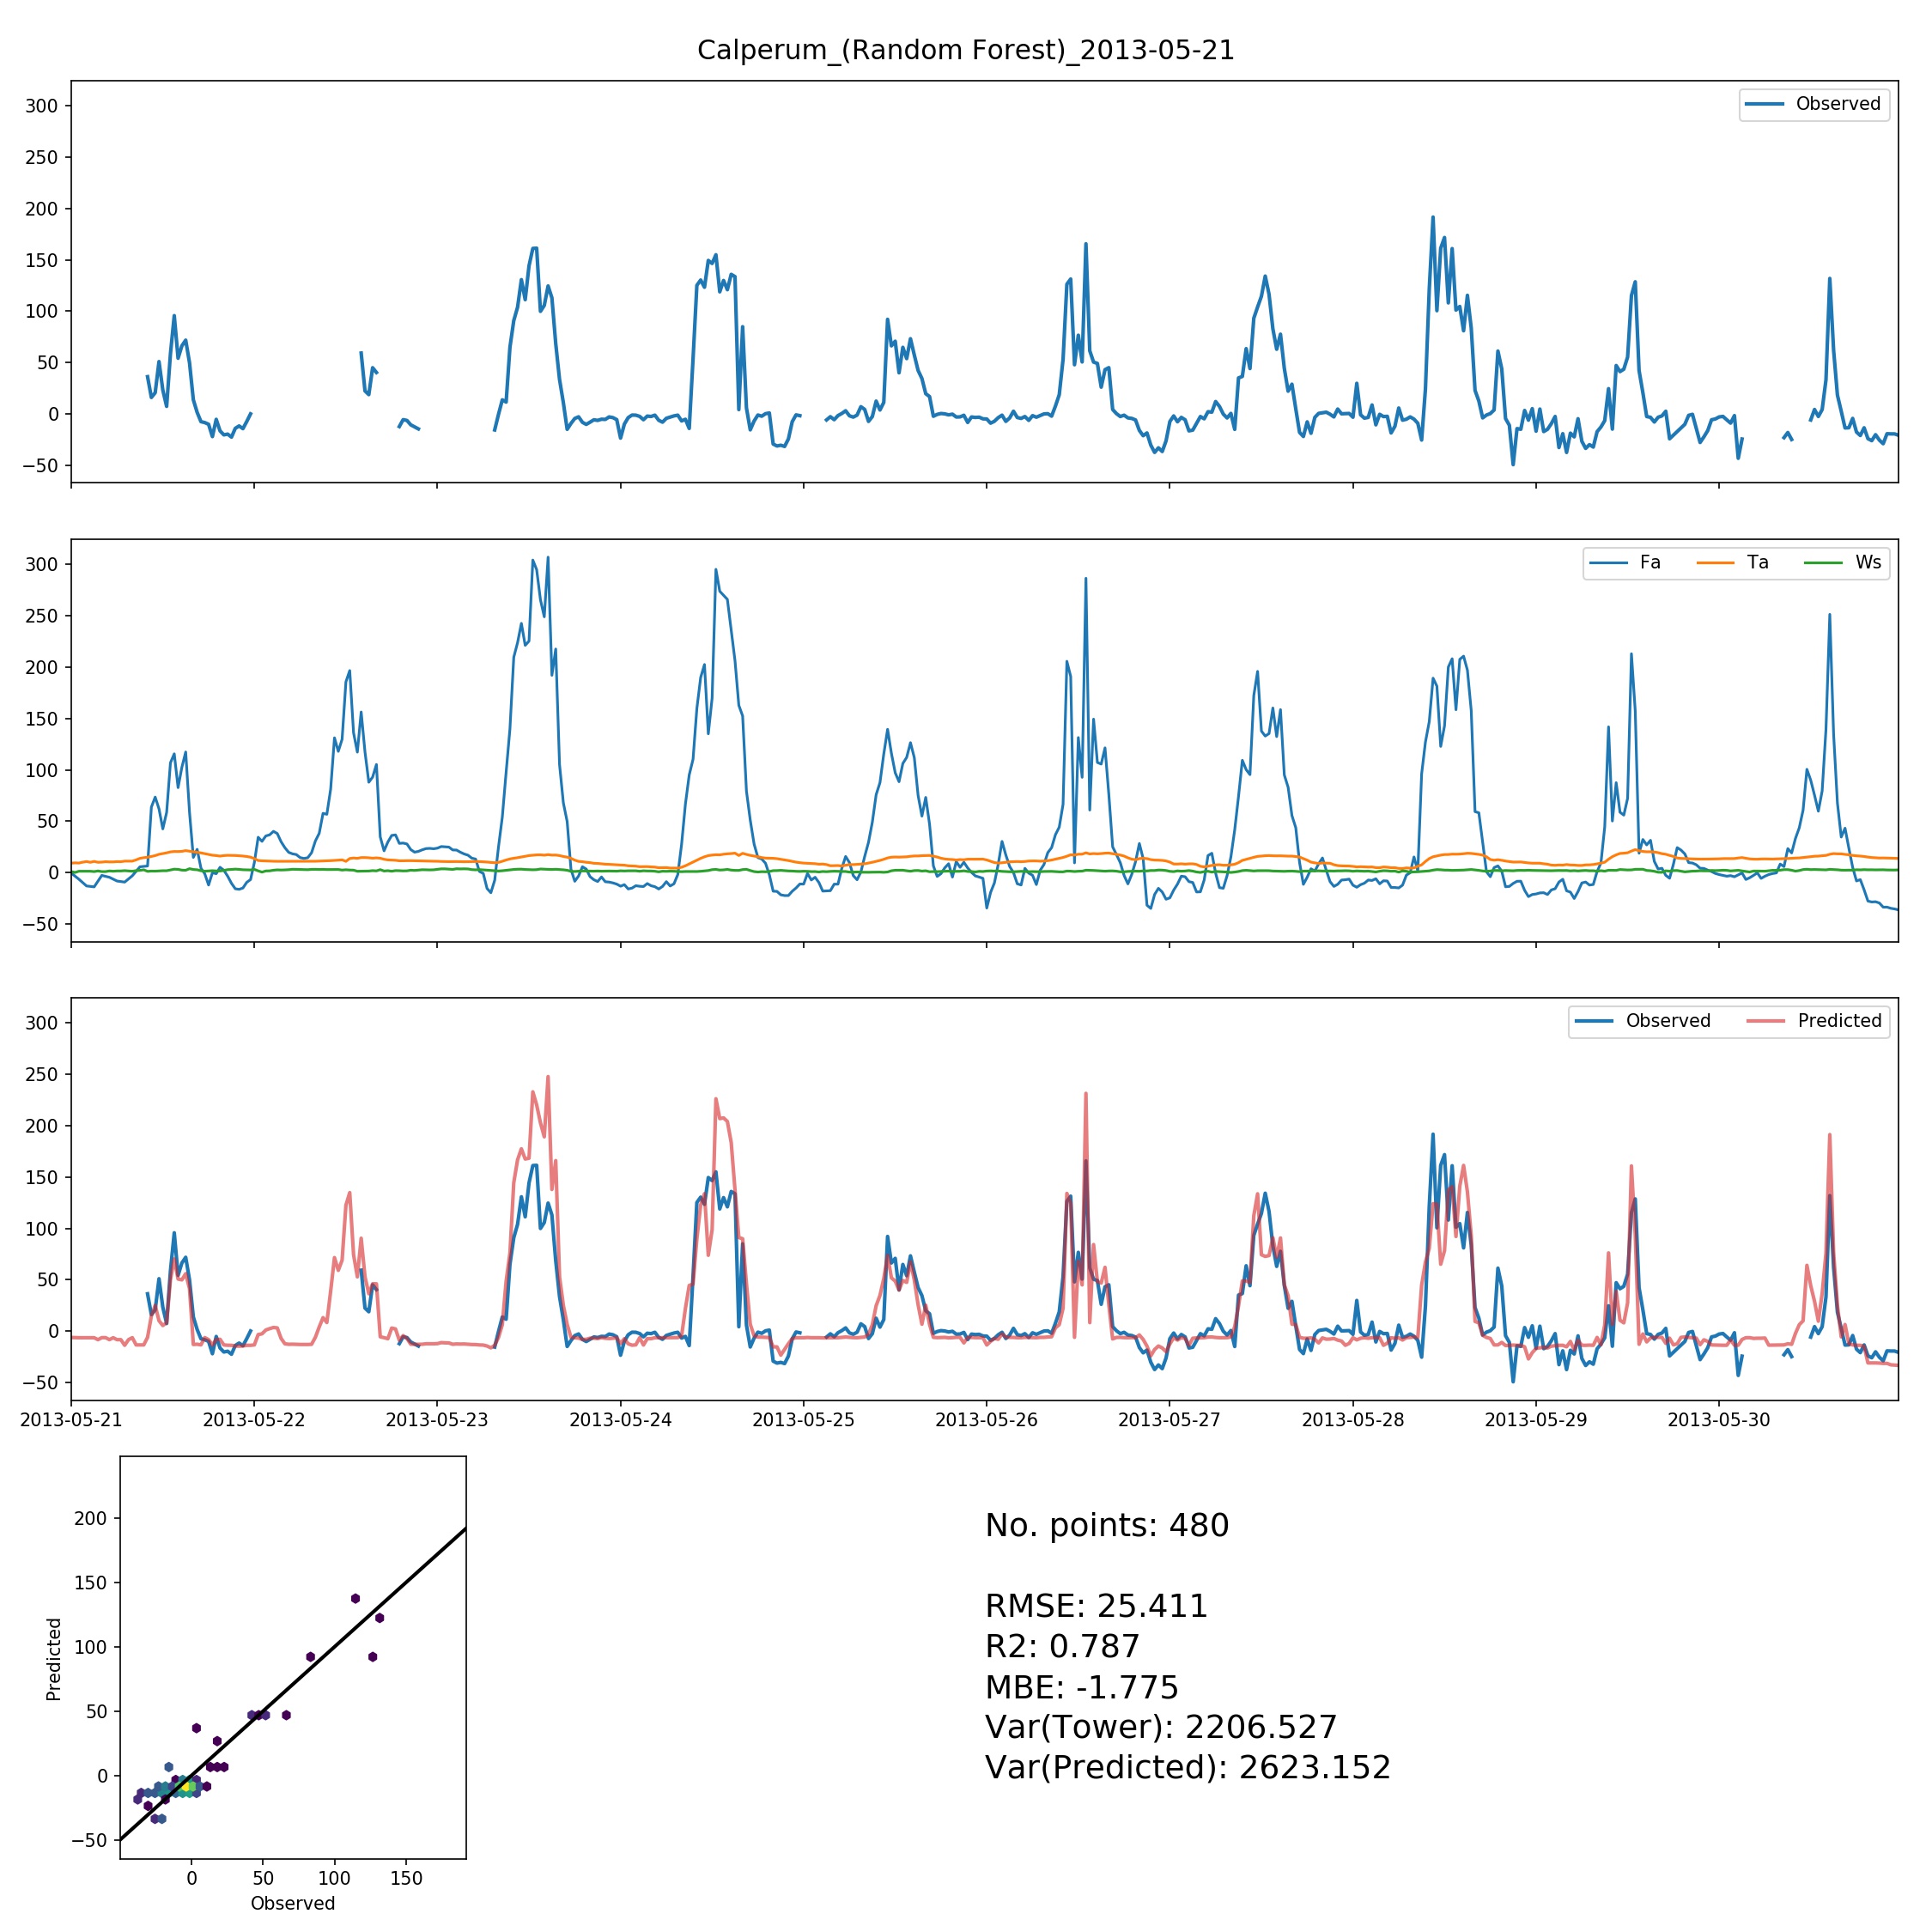 Calperum_(Random Forest)_2013-05-21
300
250
200
150
100
50
0
−50
Observed
300
250
200
150
100
50
0
−50
Fa Ta Ws
300
250
200
150
100
50
0
−50
Observed Predicted
2013-05-21 2013-05-22 2013-05-23 2013-05-24 2013-05-25 2013-05-26 2013-05-27 2013-05-28 2013-05-29 2013-05-30
200
150
100
50
0
−50
Predicted
0 50 100 150
Observed
No. points: 480
RMSE: 25.411
R2: 0.787
MBE: -1.775
Var(Tower): 2206.527
Var(Predicted): 2623.152